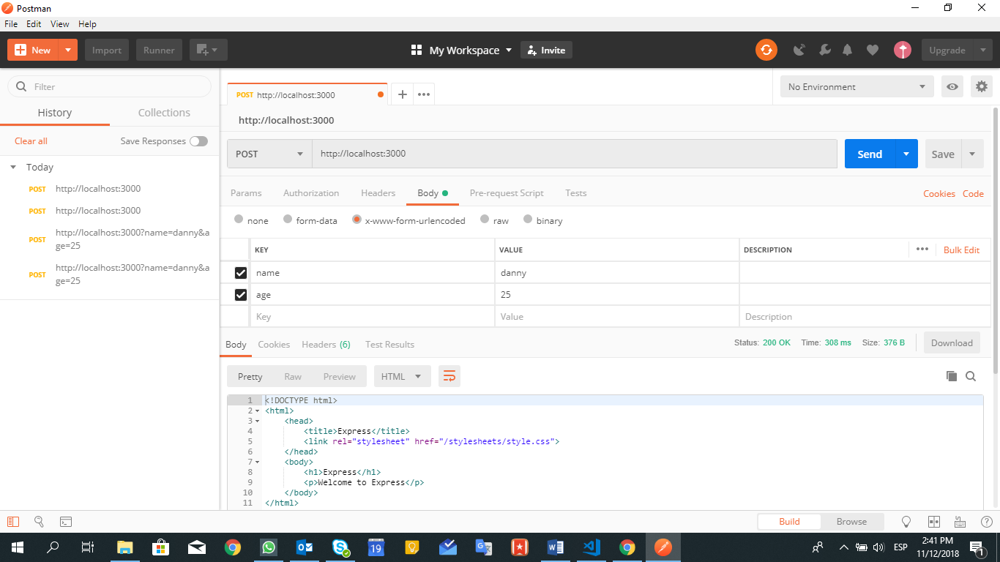 Postman
File Edit View Help
New Import Runner My Workspace Invite Upgrade
Filter
History Collections
Clear all Save Responses
Today
POST http://localhost:3000
POST http://localhost:3000
POST http://localhost:3000?name=danny&a
ge=25
POST http://localhost:3000?name=danny&a
ge=25
POST http://localhost:3000
No Environment
http://localhost:3000
POST http://localhost:3000 Send Save
Params Authorization Headers Body Pre-request Script Tests Cookies Code
none form-data x-www-form-urlencoded raw binary
KEY VALUE DESCRIPTION Bulk Edit
name danny
age 25
Key Value Description
Body Cookies Headers (6) Test Results Status: 200 OK Time: 308 ms Size: 376 B Download
Pretty Raw Preview HTML
1 <!DOCTYPE html>
2 <html>
3 <head>
4 <title>Express</title>
5 <link rel="stylesheet" href="/stylesheets/style.css">
6 </head>
7 <body>
8 <h1>Express</h1>
9 <p>Welcome to Express</p>
10 </body>
11 </html>
Build Browse
19
ESP
2:41 PM
11/12/2018
1